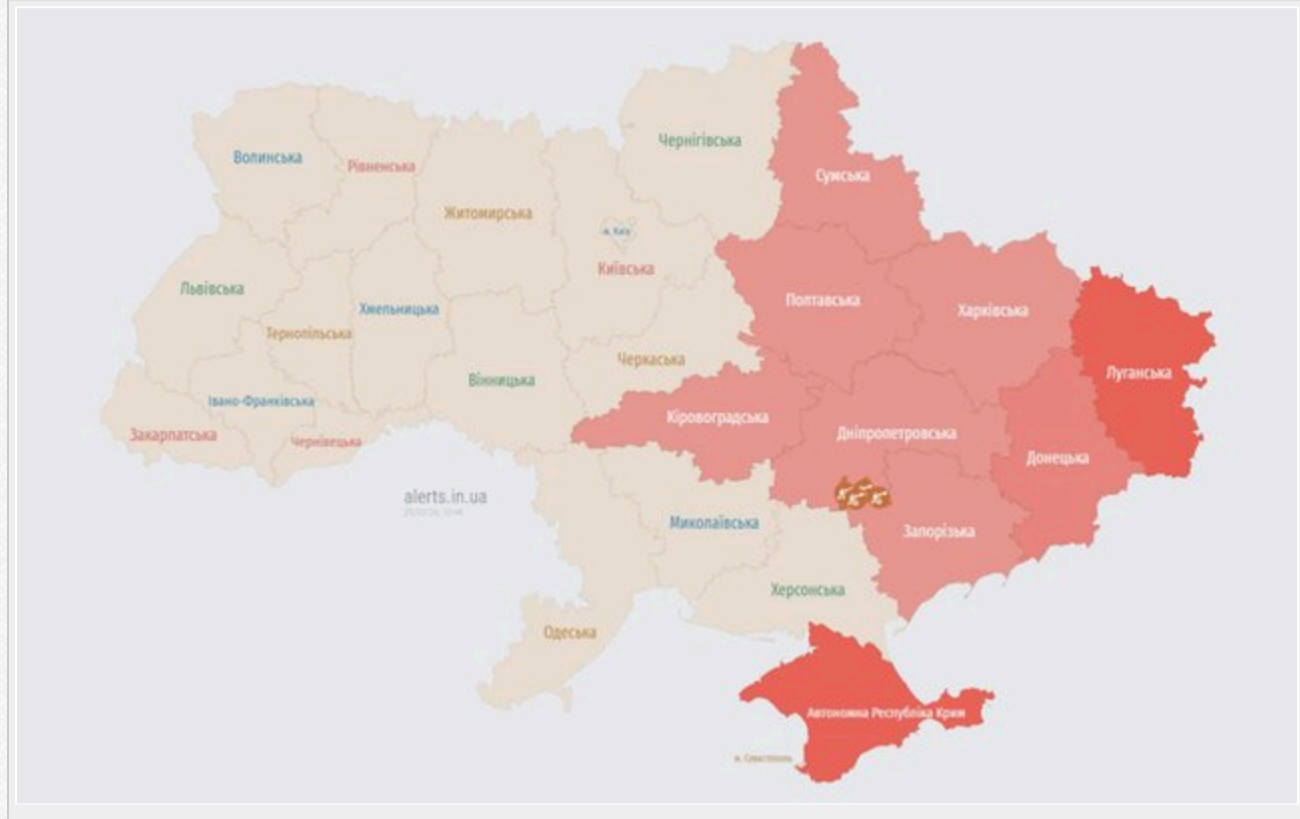 Чернігівська
Волинська
Рівненська
Сумська
Житомирська
м. Київ
Київська
Львівська
Полтавська
Хмельницька
Харківська
Тернопільська
Черкаська
Луганська
Вінницька
Івано-Франківська
Кіровоградська
Закарпатська
Чернівецька
Дніпропетровська
Донецька
alerts.in.ua
Миколаївська
Запорізька
Херсонська
Одеська
Автономна Республіка Крим
м. Севастополь